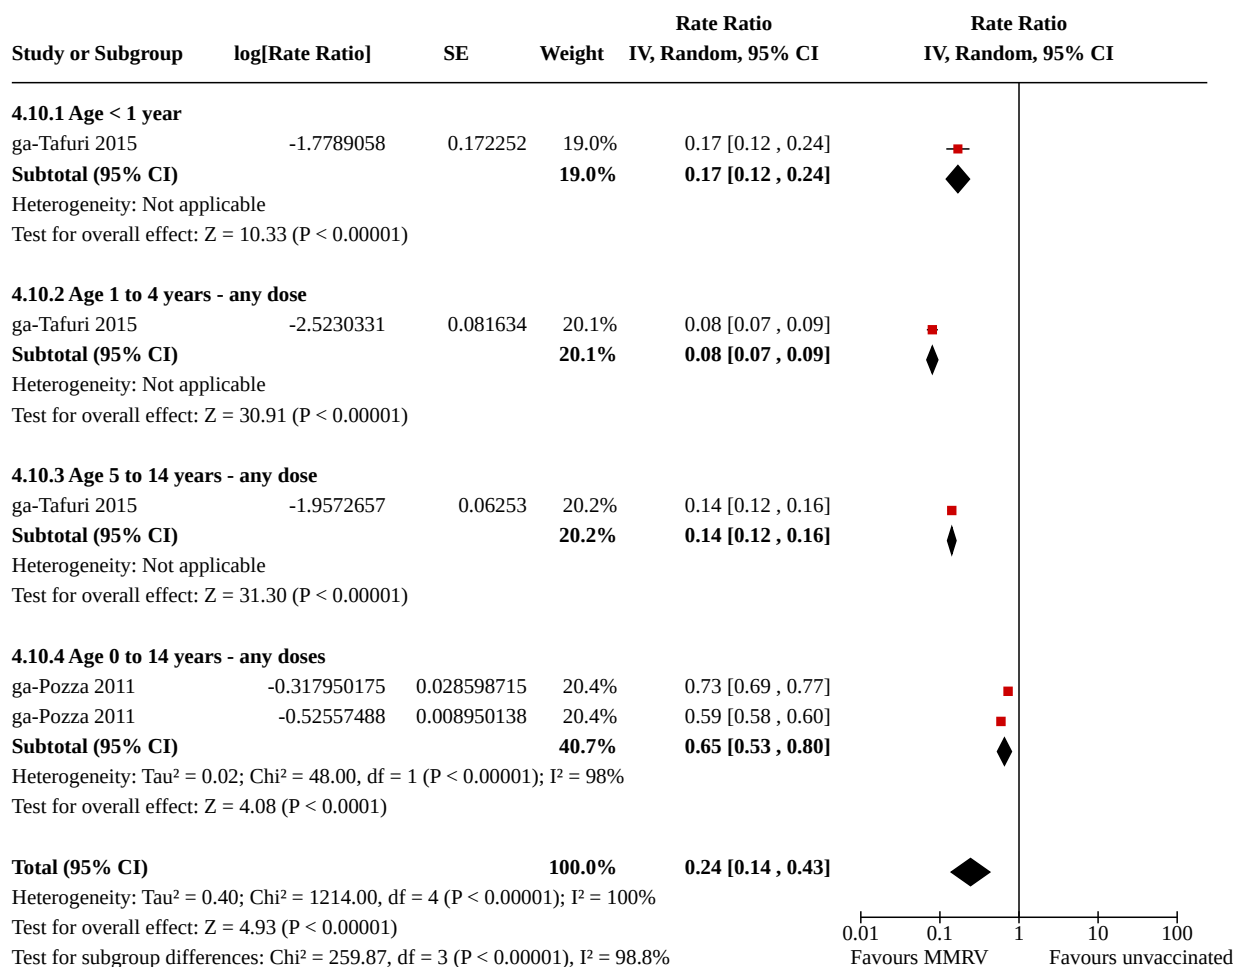 Rate Ratio Rate Ratio
Study or Subgroup log[Rate Ratio] SE Weight IV, Random, 95% CI IV, Random, 95% CI
4.10.1 Age < 1 year
ga-Tafuri 2015 -1.7789058 0.172252 19.0% 0.17 [0.12 , 0.24]
Subtotal (95% CI) 19.0% 0.17 [0.12 , 0.24]
Heterogeneity: Not applicable
Test for overall effect: Z = 10.33 (P < 0.00001)
4.10.2 Age 1 to 4 years - any dose
ga-Tafuri 2015 -2.5230331 0.081634 20.1% 0.08 [0.07 , 0.09]
Subtotal (95% CI) 20.1% 0.08 [0.07 , 0.09]
Heterogeneity: Not applicable
Test for overall effect: Z = 30.91 (P < 0.00001)
4.10.3 Age 5 to 14 years - any dose
ga-Tafuri 2015 -1.9572657 0.06253 20.2% 0.14 [0.12 , 0.16]
Subtotal (95% CI) 20.2% 0.14 [0.12 , 0.16]
Heterogeneity: Not applicable
Test for overall effect: Z = 31.30 (P < 0.00001)
4.10.4 Age 0 to 14 years - any doses
ga-Pozza 2011 -0.317950175 0.028598715 20.4% 0.73 [0.69 , 0.77]
ga-Pozza 2011 -0.52557488 0.008950138 20.4% 0.59 [0.58 , 0.60]
Subtotal (95% CI) 40.7% 0.65 [0.53 , 0.80]
Heterogeneity: Tau² = 0.02; Chi² = 48.00, df = 1 (P < 0.00001); I² = 98%
Test for overall effect: Z = 4.08 (P < 0.0001)
Total (95% CI) 100.0% 0.24 [0.14 , 0.43]
Heterogeneity: Tau² = 0.40; Chi² = 1214.00, df = 4 (P < 0.00001); I² = 100%
Test for overall effect: Z = 4.93 (P < 0.00001)
0.01 0.1 1 10 100
Test for subgroup differences: Chi² = 259.87, df = 3 (P < 0.00001), I² = 98.8% Favours MMRV Favours unvaccinated